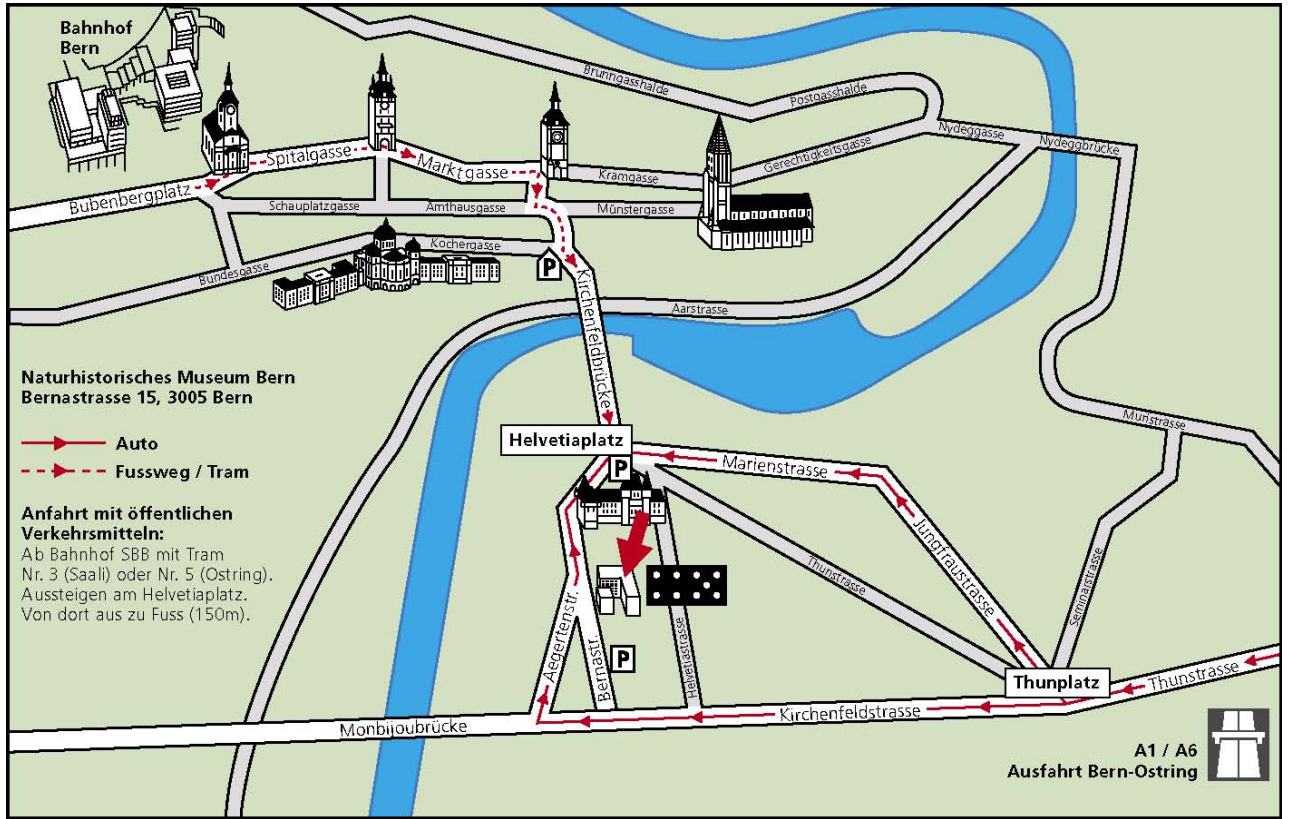 Bahnhof
Bern
Brunngasshalde
Postgasshalde
Nydeggasse
Nydeggbrücke
Spitalgasse
Marktgasse
Gerechtigkeitsgasse
Kramgasse
Bubenbergplatz
Schauplatzgasse
Amthausgasse
Münstergasse
Kochergasse
Bundesgasse
P
Kirchenfeldbrücke
Aarstrasse
Naturhistorisches Museum Bern
Bernastrasse 15, 3005 Bern
Auto
Fussweg / Tram
Anfahrt mit öffentlichen
Verkehrsmitteln:
Ab Bahnhof SBB mit Tram
Nr. 3 (Saali) oder Nr. 5 (Ostring).
Aussteigen am Helvetiaplatz.
Von dort aus zu Fuss (150m).
Helvetiaplatz
P
Marienstrasse
Munstrasse
Jungfraustrasse
Thunstrasse
Seminarstrasse
Aegertenstr.
Bernastr.
P
Helvetiastrasse
Thunplatz
Thunstrasse
Kirchenfeldstrasse
Monbijoubrücke
A1 / A6
Ausfahrt Bern-Ostring